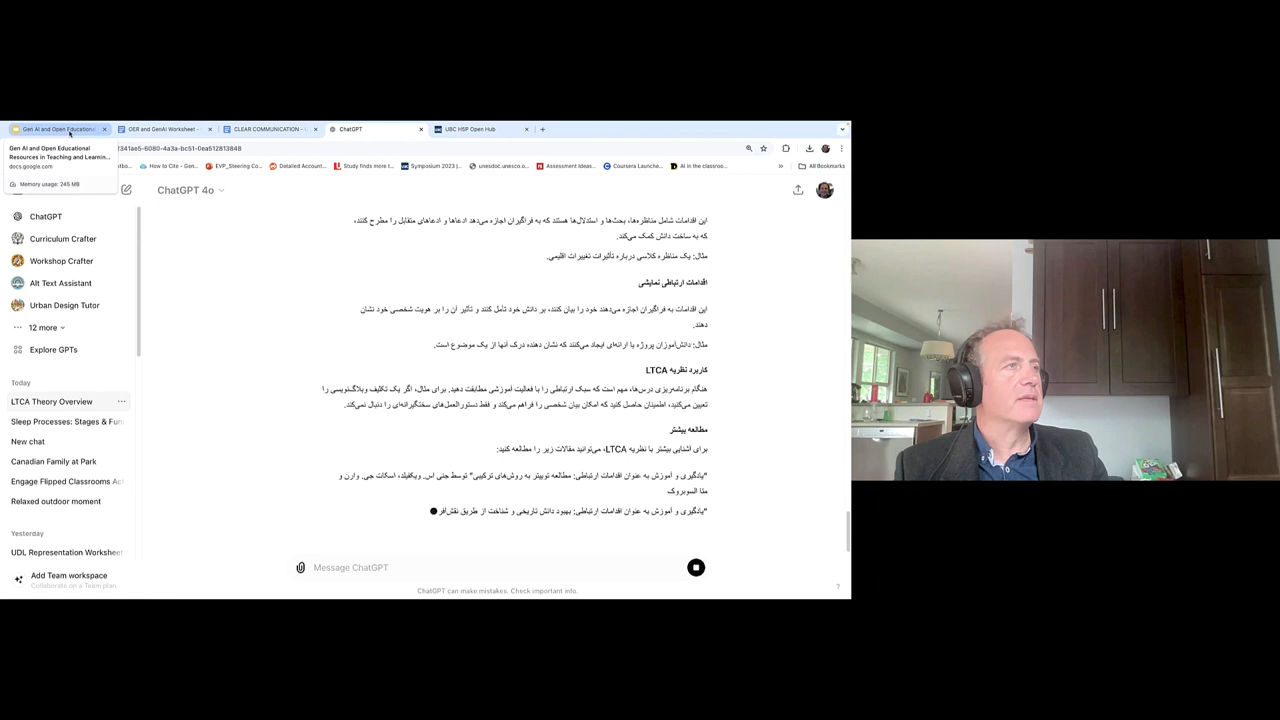 Gen AI and Open Educationa
OER and GenAI Worksheet -
CLEAR COMMUNICATION -
ChatGPT
UBC H5P Open Hub
Gen AI and Open Educational
Resources in Teaching and Learnin...
docs.google.com
Memory usage: 245 MB
2341ae5-6080-4a3a-bc51-0ea612813848
How to Cite - Gen...
EVP_Steering Co...
Detailed Account...
Study finds more t...
Symposium 2023 |...
unesdoc.unesco.o...
Assessment Ideas...
Coursera Launche...
AI in the classroo...
All Bookmarks
ChatGPT 4o
ChatGPT
Curriculum Crafter
Workshop Crafter
Alt Text Assistant
Urban Design Tutor
12 more
Explore GPTs
Today
LTCA Theory Overview
Sleep Processes: Stages & Fun
New chat
Canadian Family at Park
Engage Flipped Classrooms Ac
Relaxed outdoor moment
Yesterday
UDL Representation Worksheet
Add Team workspace
Collaborate on a Team plan
این اقدامات شامل مناظره‌ها، بحث‌ها و استدلال‌ها هستند که به فراگیران اجازه می‌دهد ادعاها و ادعاهای متقابل را مطرح کنند،
که به ساخت دانش کمک می‌کند.
مثال: یک مناظره کلاسی درباره تأثیرات تغییرات اقلیمی.
اقدامات ارتباطی نمایشی
این اقدامات به فراگیران اجازه می‌دهند خود را بیان کنند، بر دانش خود تأمل کنند و تأثیر آن را بر هویت شخصی خود نشان
دهند.
مثال: دانش‌آموزان پروژه یا ارائه‌ای ایجاد می‌کنند که نشان دهنده درک آنها از یک موضوع است.
کاربرد نظریه LTCA
هنگام برنامه‌ریزی درس‌ها، مهم است که سبک ارتباطی را با فعالیت آموزشی مطابقت دهید. برای مثال، اگر یک تکلیف وبلاگ‌نویسی را
تعیین می‌کنید، اطمینان حاصل کنید که امکان بیان شخصی را فراهم می‌کند و فقط دستورالعمل‌های سختگیرانه‌ای را دنبال نمی‌کند.
مطالعه بیشتر
برای آشنایی بیشتر با نظریه LTCA، می‌توانید مقالات زیر را مطالعه کنید:
"یادگیری و آموزش به عنوان اقدامات ارتباطی: مطالعه توییتر به روش‌های ترکیبی" توسط جنی اس. ویکفیلد، اسکات جی. وارن و
متا السوبروک
"یادگیری و آموزش به عنوان اقدامات ارتباطی: بهبود دانش تاریخی و شناخت از طریق نقش‌آفر
Message ChatGPT
ChatGPT can make mistakes. Check important info.
?